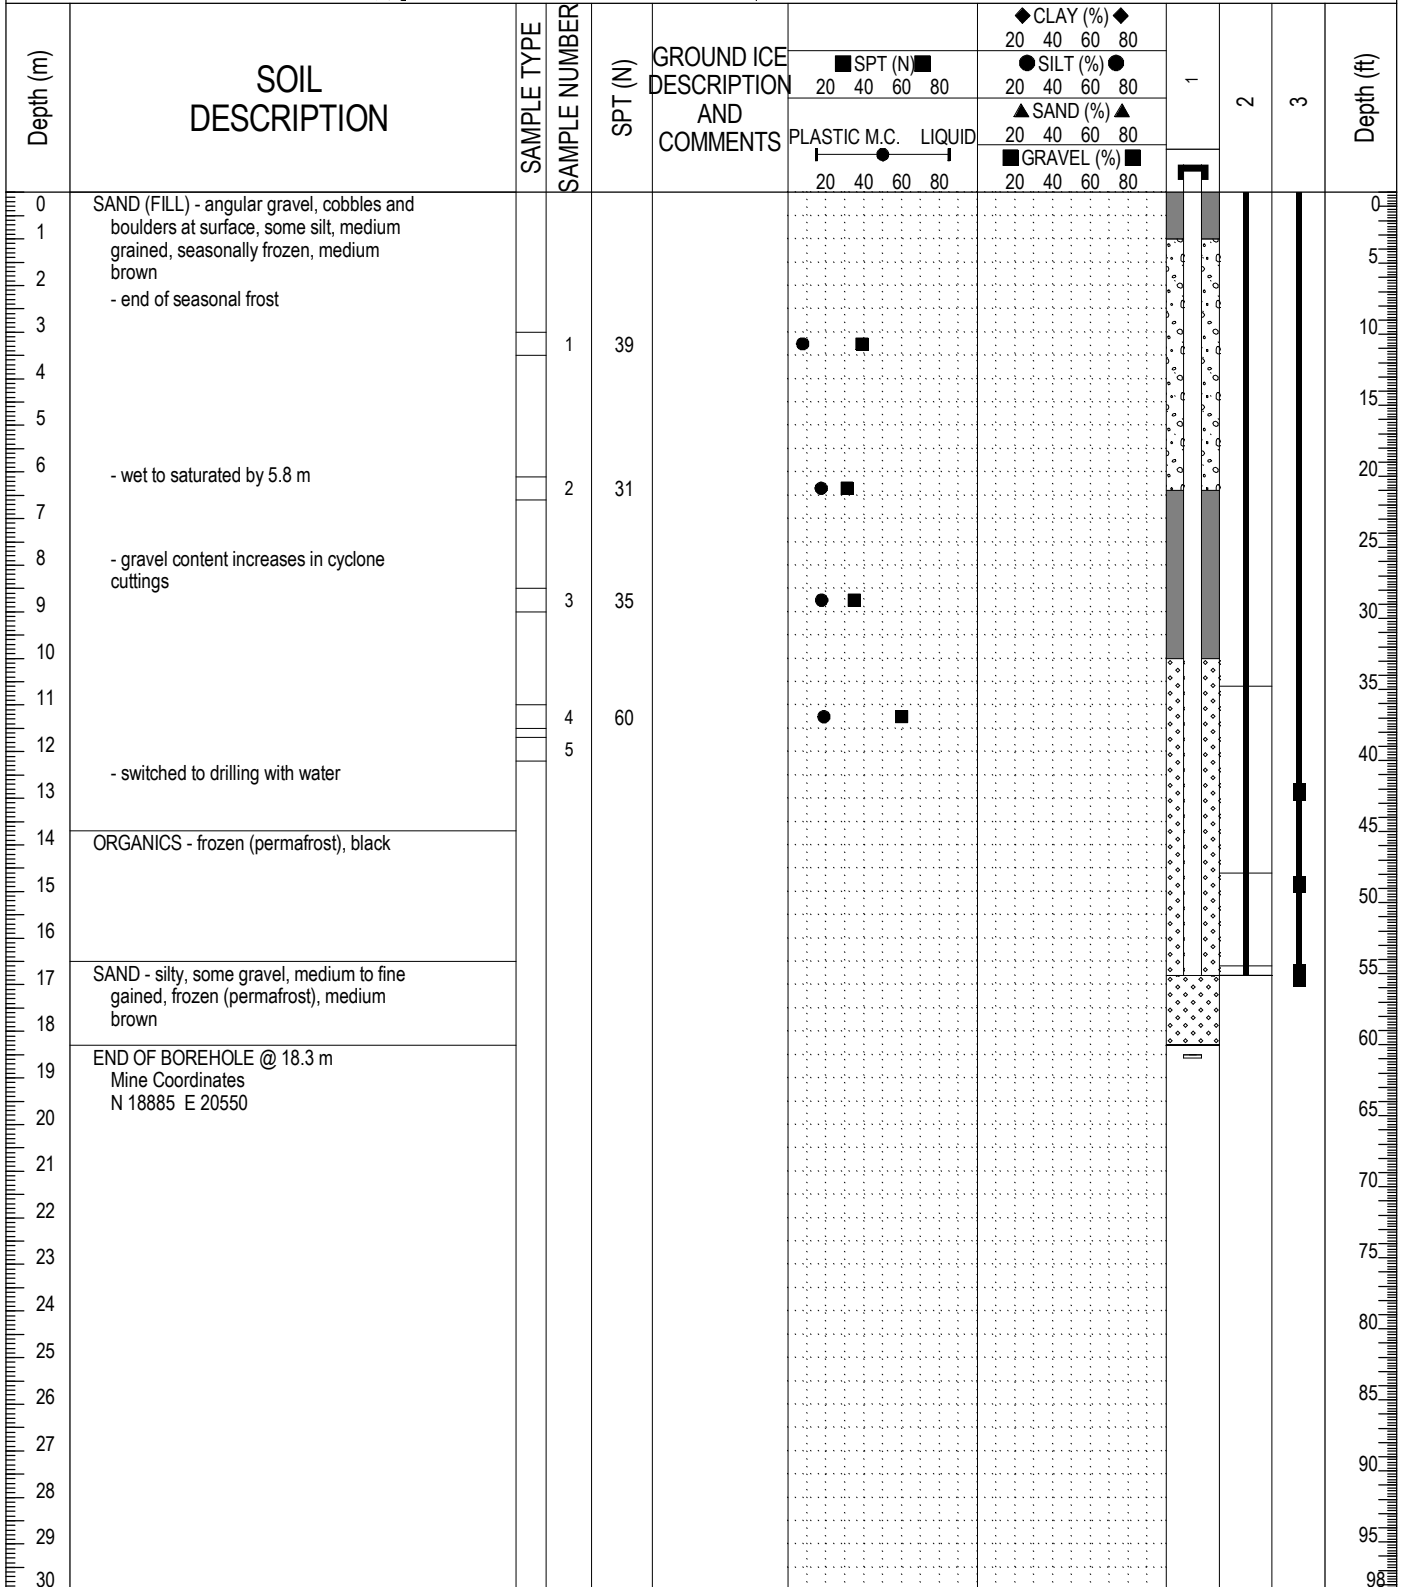 Depth (m)
SOIL
DESCRIPTION
SAMPLE TYPE
SAMPLE NUMBER
SPT (N)
GROUND ICE
DESCRIPTION
AND
COMMENTS
■ SPT (N) ■
20 40 60 80
PLASTIC M.C. LIQUID
20 40 60 80
◆ CLAY (%) ◆
20 40 60 80
● SILT (%) ●
20 40 60 80
▲ SAND (%) ▲
20 40 60 80
■ GRAVEL (%) ■
20 40 60 80
1
2
3
Depth (ft)
0
1
2
3
4
5
6
7
8
9
10
11
12
13
14
15
16
17
18
19
20
21
22
23
24
25
26
27
28
29
30
SAND (FILL) - angular gravel, cobbles and
boulders at surface, some silt, medium
grained, seasonally frozen, medium
brown
- end of seasonal frost
- wet to saturated by 5.8 m
- gravel content increases in cyclone
cuttings
- switched to drilling with water
ORGANICS - frozen (permafrost), black
SAND - silty, some gravel, medium to fine
gained, frozen (permafrost), medium
brown
END OF BOREHOLE @ 18.3 m
Mine Coordinates
N 18885 E 20550
1 39
2 31
3 35
4 60
5
0
5
10
15
20
25
30
35
40
45
50
55
60
65
70
75
80
85
90
95
98